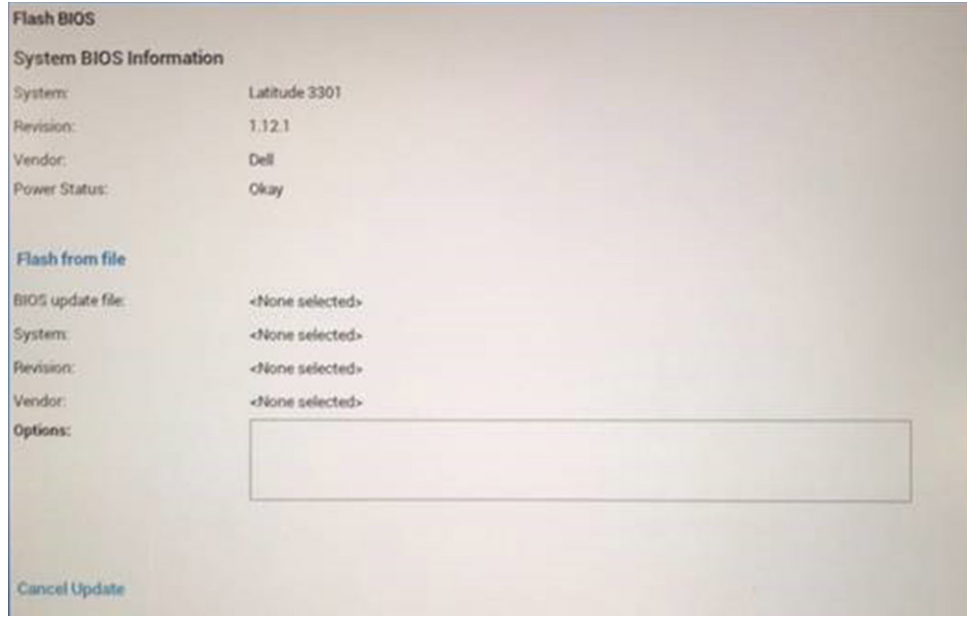 Flash BIOS
System BIOS Information
System: Latitude 3301
Revision: 1.12.1
Vendor: Dell
Power Status: Okay
Flash from file
BIOS update file: <None selected>
System: <None selected>
Revision: <None selected>
Vendor: <None selected>
Options:
Cancel Update